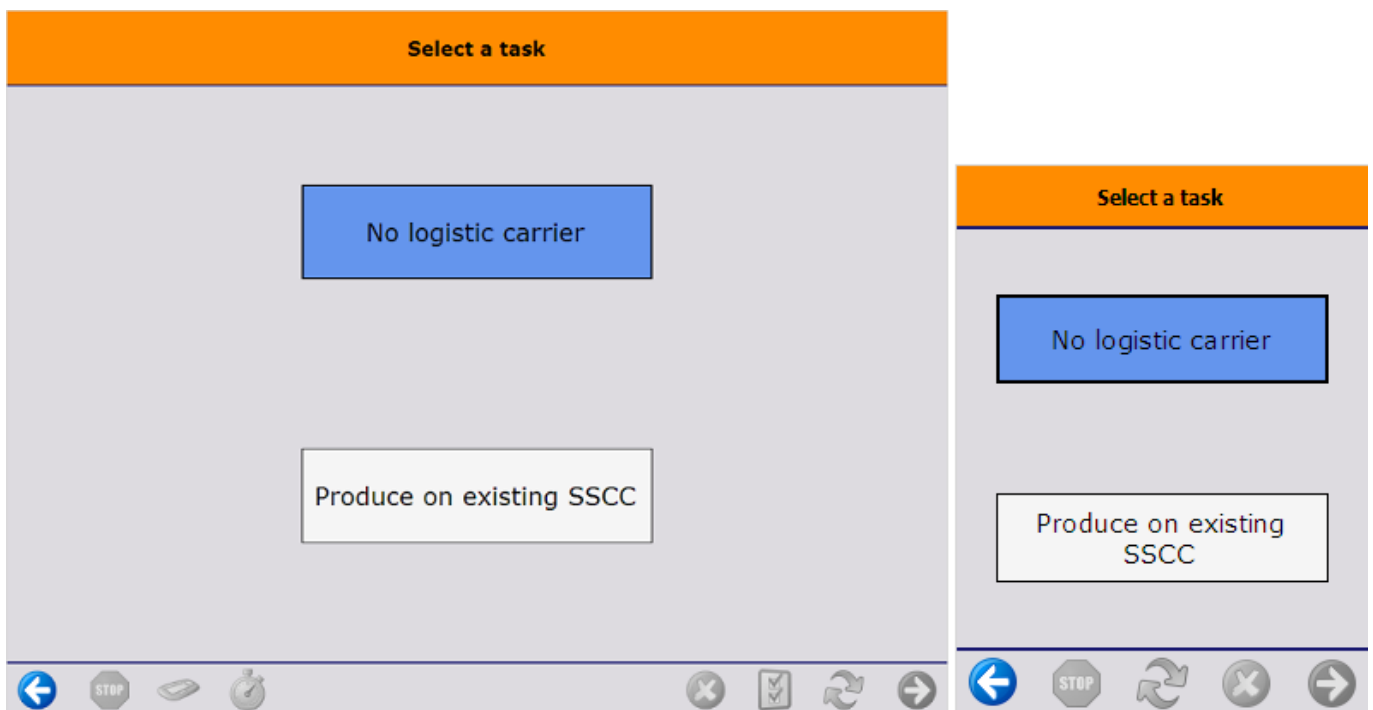 Select a task
No logistic carrier
Produce on existing SSCC
STOP
Select a task
No logistic carrier
Produce on existing
SSCC
STOP